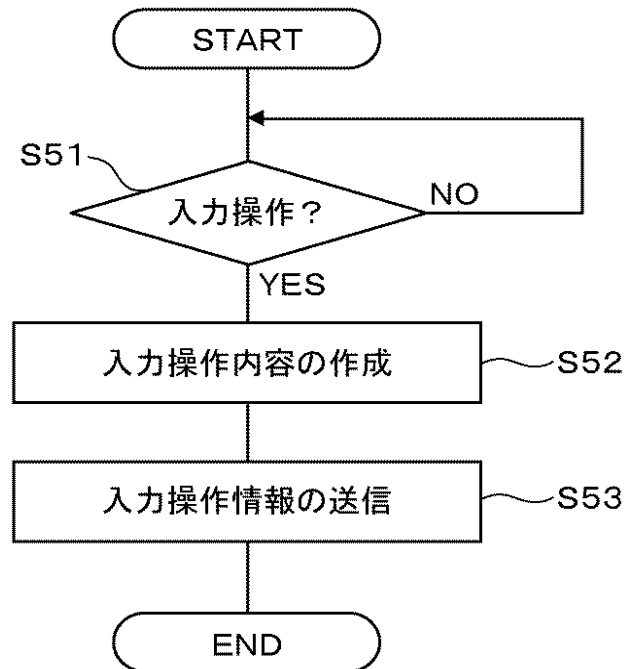 START
S51
入力操作？
NO
YES
入力操作内容の作成
S52
入力操作情報の送信
S53
END